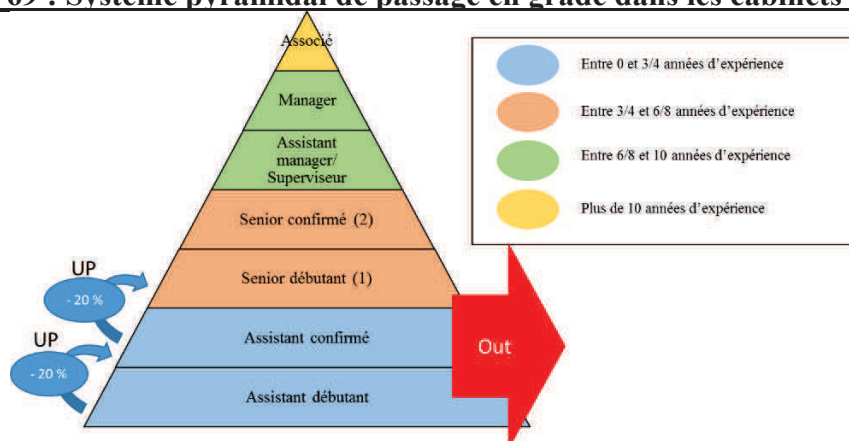 69 : Système pyramidal de passage en grade dans les cabinets
Associé
Manager
Assistant
manager/
Superviseur
Senior confirmé (2)
Senior débutant (1)
Assistant confirmé
Assistant débutant
UP
- 20 %
UP
- 20 %
Out
Entre 0 et 3/4 années d’expérience
Entre 3/4 et 6/8 années d’expérience
Entre 6/8 et 10 années d’expérience
Plus de 10 années d’expérience